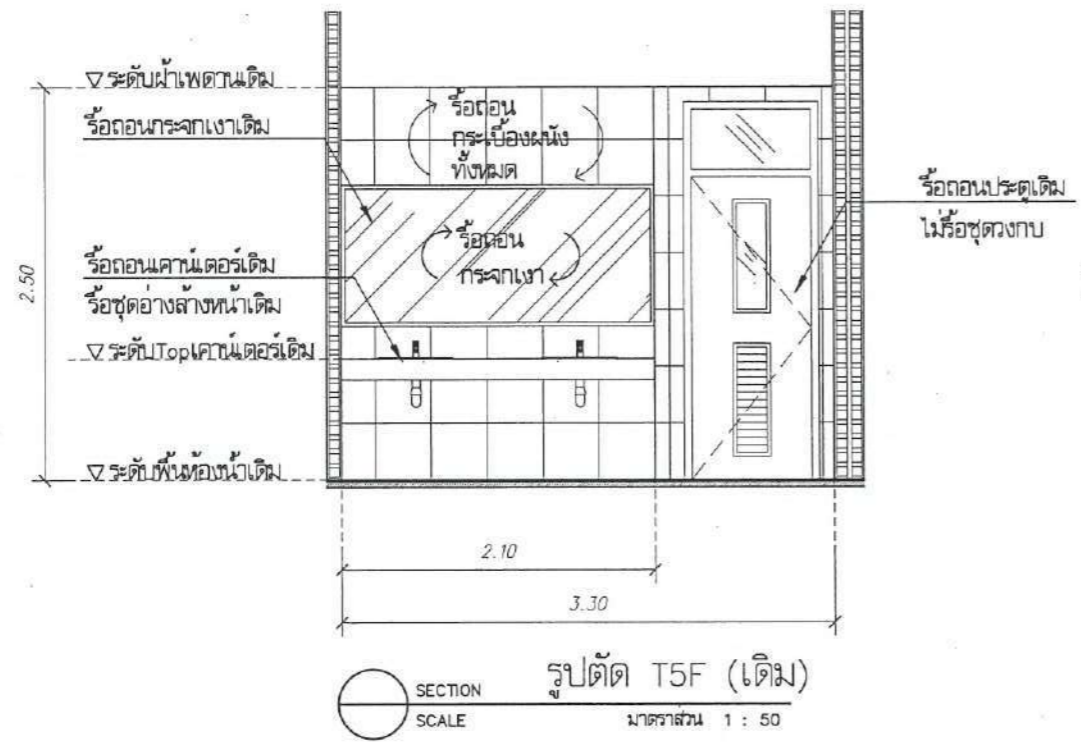 ▽ ระดับฝ้าเพดานเดิม
รื้อถอนกระจกเงาเดิม
รื้อถอน
กระเบื้องผนัง
ทั้งหมด
รื้อถอนประตูเดิม
ไม่รื้อชุดวงกบ
รื้อถอน
กระจกเงา
รื้อถอนเคาน์เตอร์เดิม
รื้อชุดอ่างล้างหน้าเดิม
▽ ระดับTopเคาน์เตอร์เดิม
▽ ระดับพื้นห้องน้ำเดิม
2.50
2.10
3.30
SECTION
SCALE
รูปตัด T5F (เดิม)
มาตราส่วน 1 : 50